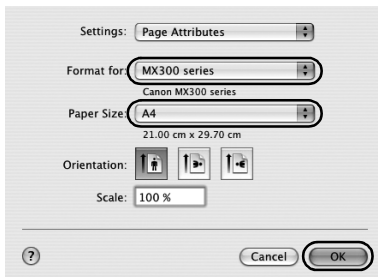 Settings: Page Attributes
Format for: MX300 series
Canon MX300 series
Paper Size: A4
21.00 cm x 29.70 cm
Orientation:
Scale: 100 %
? Cancel OK